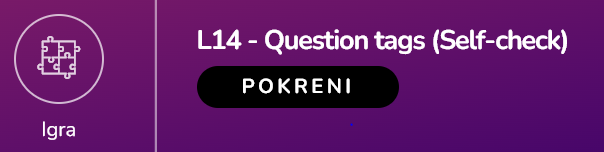 L14 - Question tags (Self-check)
POKRENI
Igra